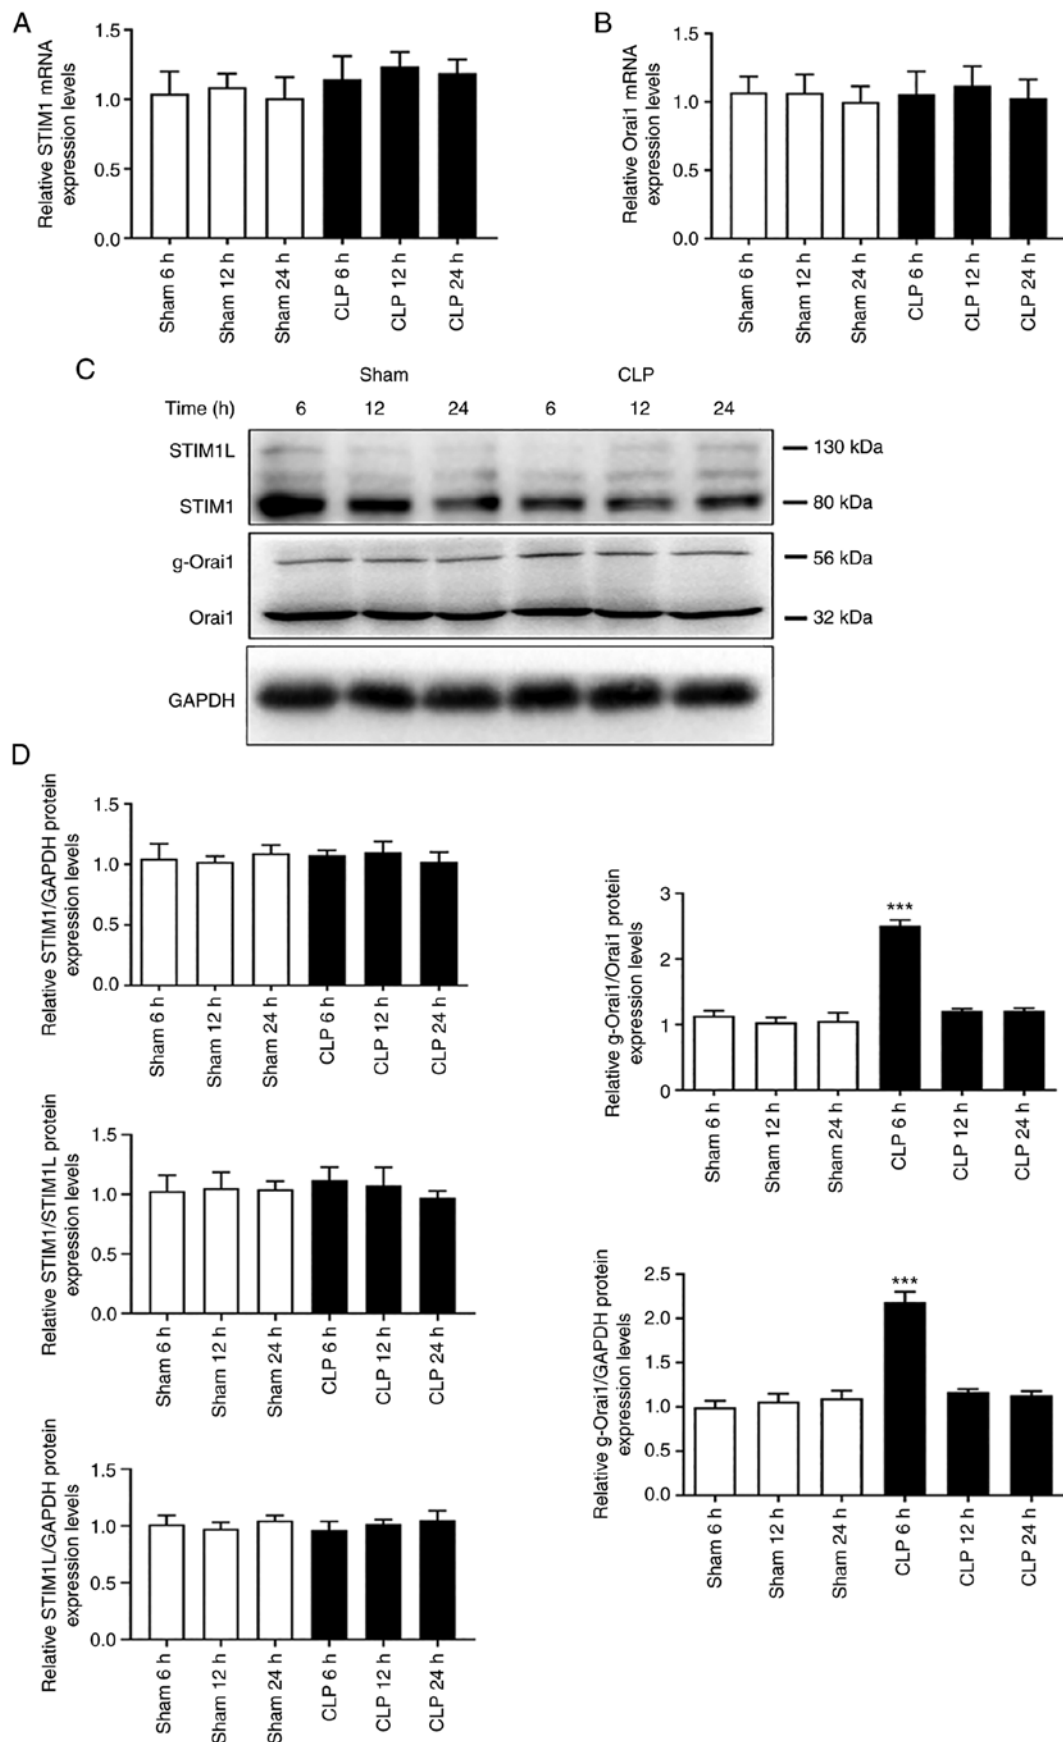 A
Relative STIM1 mRNA
expression levels
1.5
1.0
0.5
0.0
Sham 6 h
Sham 12 h
Sham 24 h
CLP 6 h
CLP 12 h
CLP 24 h
B
Relative Orai1 mRNA
expression levels
1.5
1.0
0.5
0.0
Sham 6 h
Sham 12 h
Sham 24 h
CLP 6 h
CLP 12 h
CLP 24 h
C
Sham CLP
Time (h) 6 12 24 6 12 24
STIM1L 130 kDa
STIM1 80 kDa
g-Orai1 56 kDa
Orai1 32 kDa
GAPDH
D
Relative STIM1/GAPDH protein
expression levels
1.5
1.0
0.5
0.0
Sham 6 h
Sham 12 h
Sham 24 h
CLP 6 h
CLP 12 h
CLP 24 h
Relative STIM1/STIM1L protein
expression levels
1.5
1.0
0.5
0.0
Sham 6 h
Sham 12 h
Sham 24 h
CLP 6 h
CLP 12 h
CLP 24 h
Relative STIM1L/GAPDH protein
expression levels
1.5
1.0
0.5
0.0
Sham 6 h
Sham 12 h
Sham 24 h
CLP 6 h
CLP 12 h
CLP 24 h
Relative g-Orai1/Orai1 protein
expression levels
3
2
1
0
***
Sham 6 h
Sham 12 h
Sham 24 h
CLP 6 h
CLP 12 h
CLP 24 h
Relative g-Orai1/GAPDH protein
expression levels
2.5
2.0
1.5
1.0
0.5
0.0
***
Sham 6 h
Sham 12 h
Sham 24 h
CLP 6 h
CLP 12 h
CLP 24 h